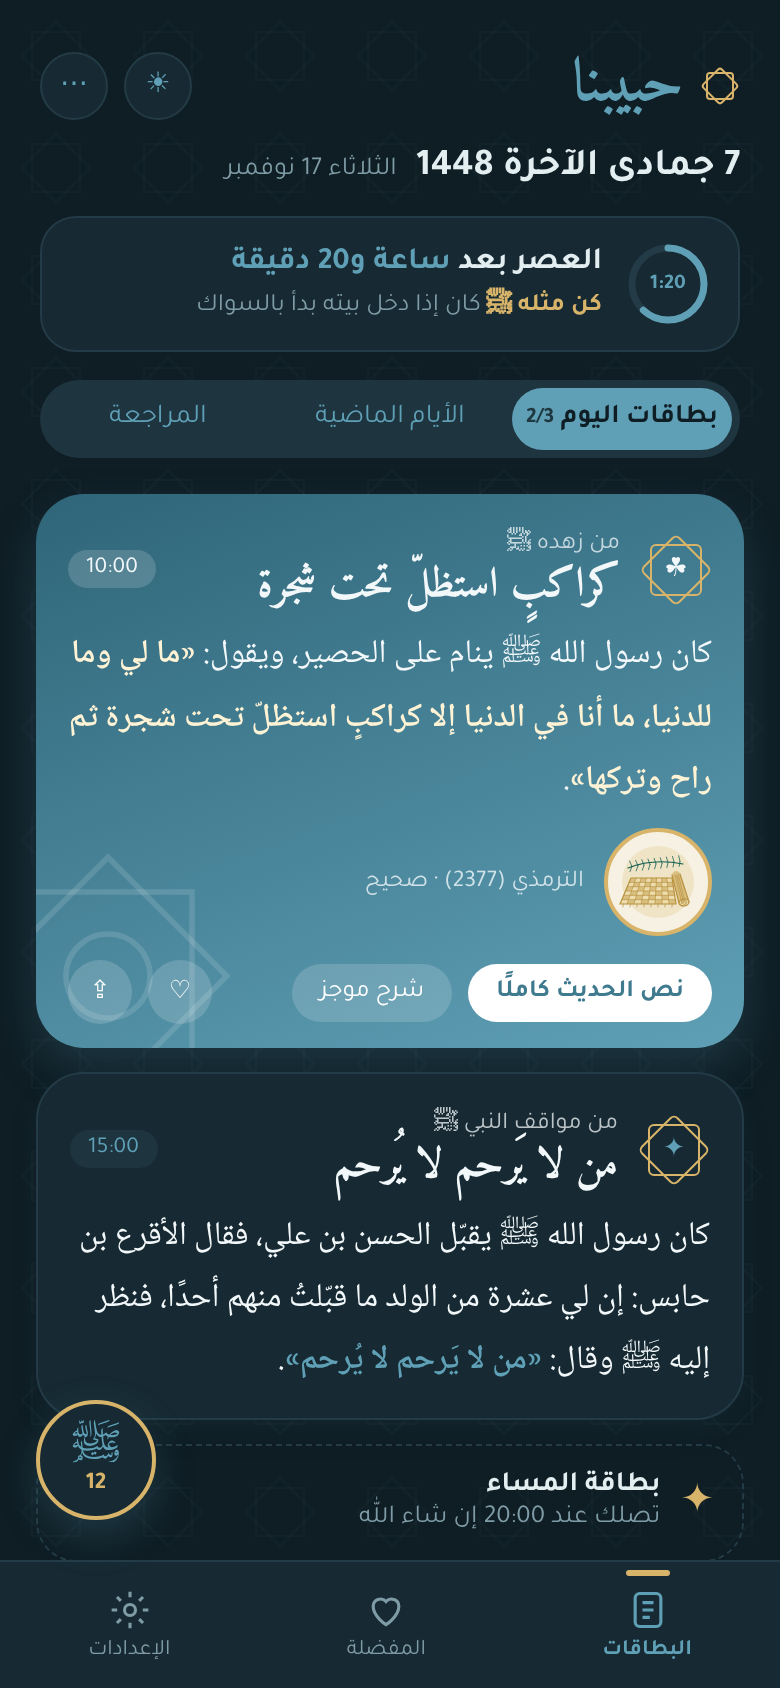 حبيبنا
7 جمادى الآخرة 1448 الثلاثاء 17 نوفمبر
العصر بعد ساعة و20 دقيقة
1:20
كن مثله ﷺ كان إذا دخل بيته بدأ بالسواك
بطاقات اليوم 2/3
الأيام الماضية
المراجعة
من زهده ﷺ
كراكبٍ استظلّ تحت شجرة
10:00
كان رسول الله ﷺ ينام على الحصير، ويقول: «ما لي وما
للدنيا، ما أنا في الدنيا إلا كراكبٍ استظلّ تحت شجرة ثم
راح وتركها».
الترمذي (2377) · صحيح
نص الحديث كاملًا
شرح موجز
من مواقف النبي ﷺ
من لا يَرحم لا يُرحم
15:00
كان رسول الله ﷺ يقبّل الحسن بن علي، فقال الأقرع بن
حابس: إن لي عشرة من الولد ما قبّلتُ منهم أحدًا، فنظر
إليه ﷺ وقال: «من لا يَرحم لا يُرحم».
ﷺ
12
بطاقة المساء
تصلك عند 20:00 إن شاء الله
البطاقات
المفضلة
الإعدادات